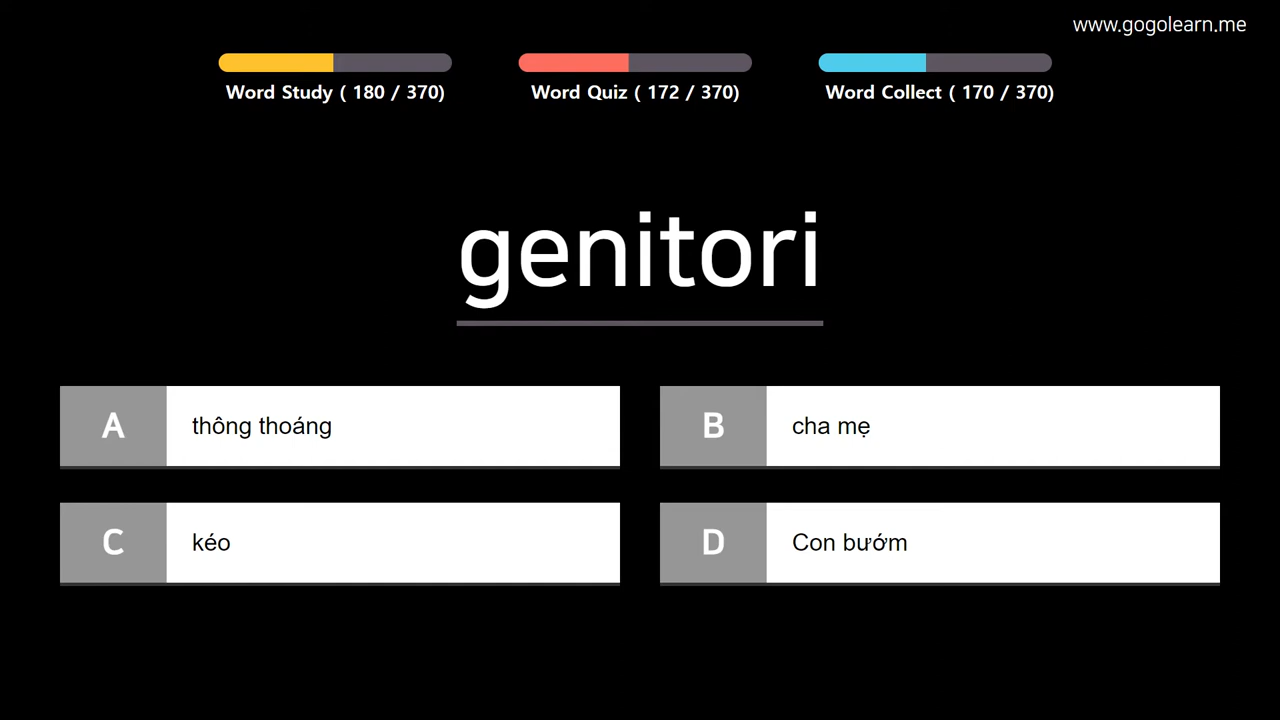 www.gogolearn.me
Word Study ( 180 / 370)
Word Quiz ( 172 / 370)
Word Collect ( 170 / 370)
genitori
A
thông thoáng
B
cha mẹ
C
kéo
D
Con bướm